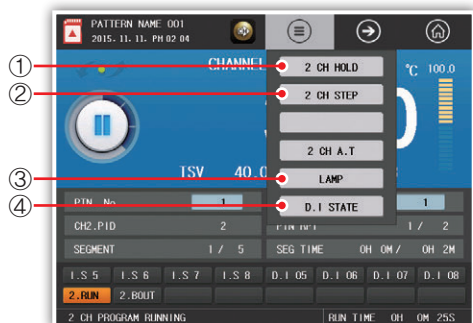 PATTERN NAME 001
2015. 11. 11. PH 02 04
① 2 CH HOLD
② 2 CH STEP
2 CH A.T
③ LAMP
④ D.I STATE
CHANNEL
℃ 100.0
TSV 40.0
PTN. No 1
1
CH2.PID 2
PTN RPT 1 / 2
SEGMENT 1 / 5
SEG TIME 0H 0M / 0H 2M
I.S 5 I.S 6 I.S 7 I.S 8 D.I 05 D.I 06 D.I 07 D.I 08
2.RUN 2.BOUT
2 CH PROGRAM RUNNING
RUN TIME 0H 0M 25S